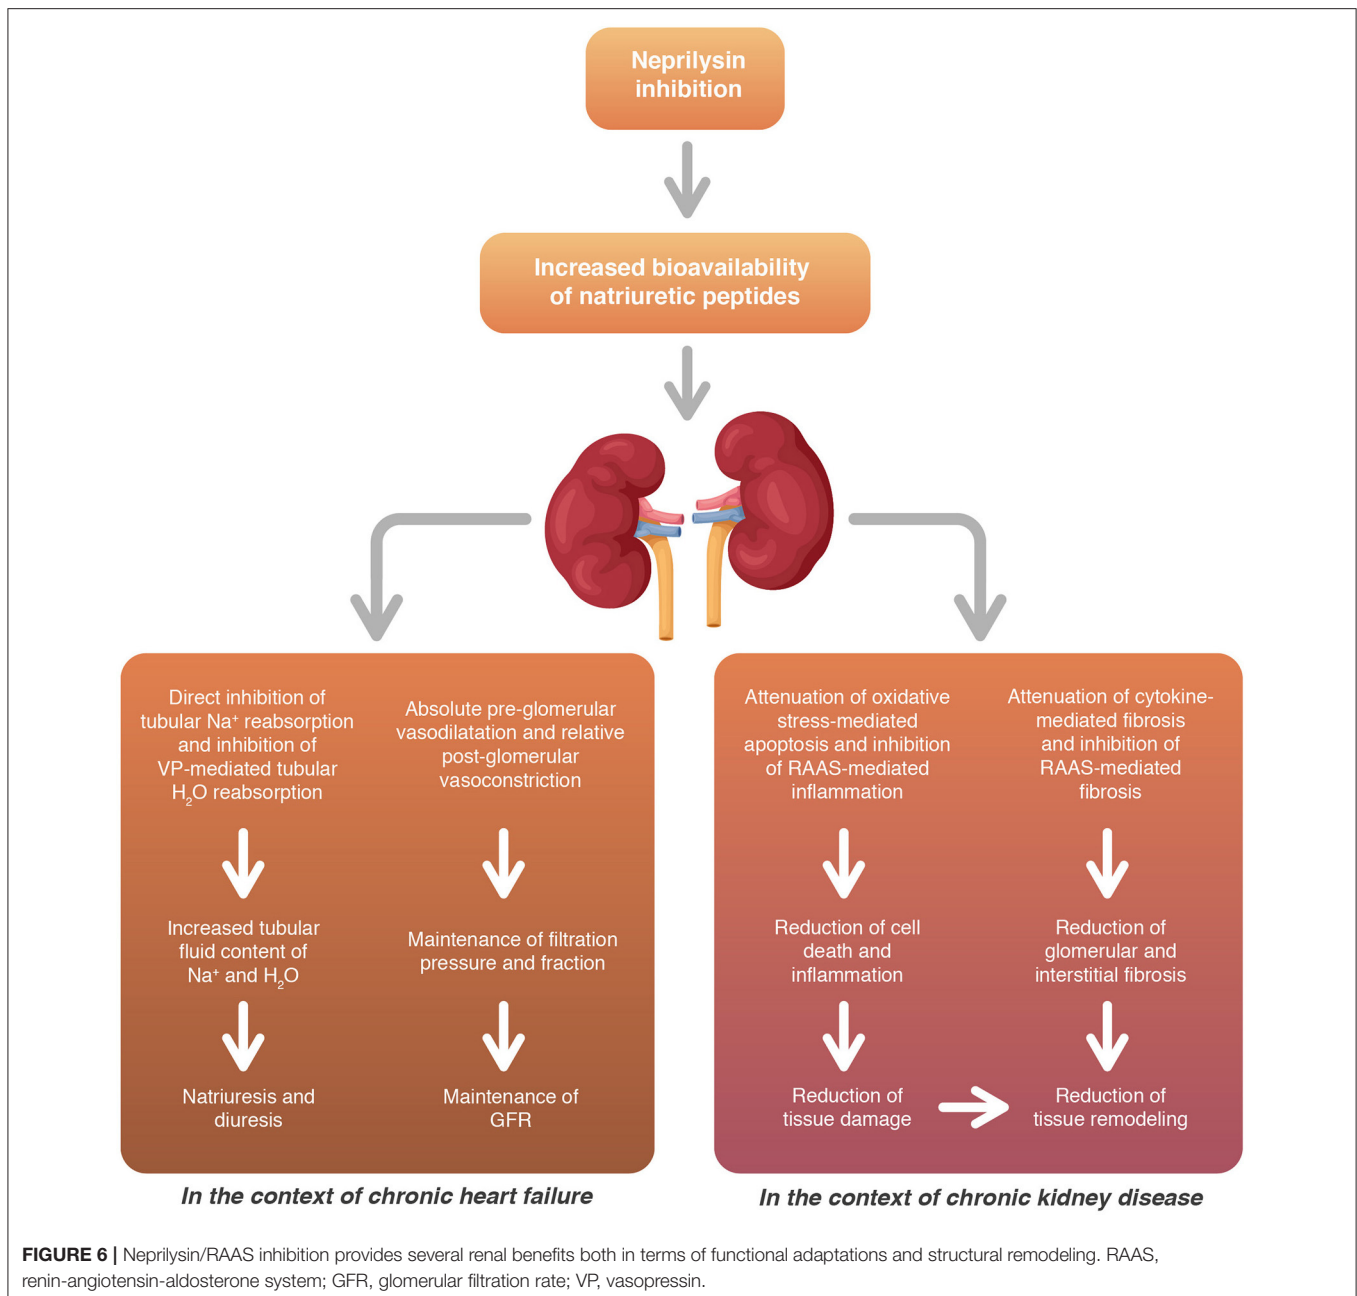 Neprilysin
inhibition
Increased bioavailability
of natriuretic peptides
Direct inhibition of
tubular Na⁺ reabsorption
and inhibition of
VP-mediated tubular
H₂O reabsorption
Increased tubular
fluid content of
Na⁺ and H₂O
Natriuresis and
diuresis
Absolute pre-glomerular
vasodilatation and relative
post-glomerular
vasoconstriction
Maintenance of filtration
pressure and fraction
Maintenance of
GFR
In the context of chronic heart failure
Attenuation of oxidative
stress-mediated
apoptosis and inhibition
of RAAS-mediated
inflammation
Reduction of cell
death and
inflammation
Reduction of
tissue damage
Attenuation of cytokine-
mediated fibrosis
and inhibition of
RAAS-mediated
fibrosis
Reduction of
glomerular and
interstitial fibrosis
Reduction of
tissue remodeling
In the context of chronic kidney disease
FIGURE 6 | Neprilysin/RAAS inhibition provides several renal benefits both in terms of functional adaptations and structural remodeling. RAAS,
renin-angiotensin-aldosterone system; GFR, glomerular filtration rate; VP, vasopressin.